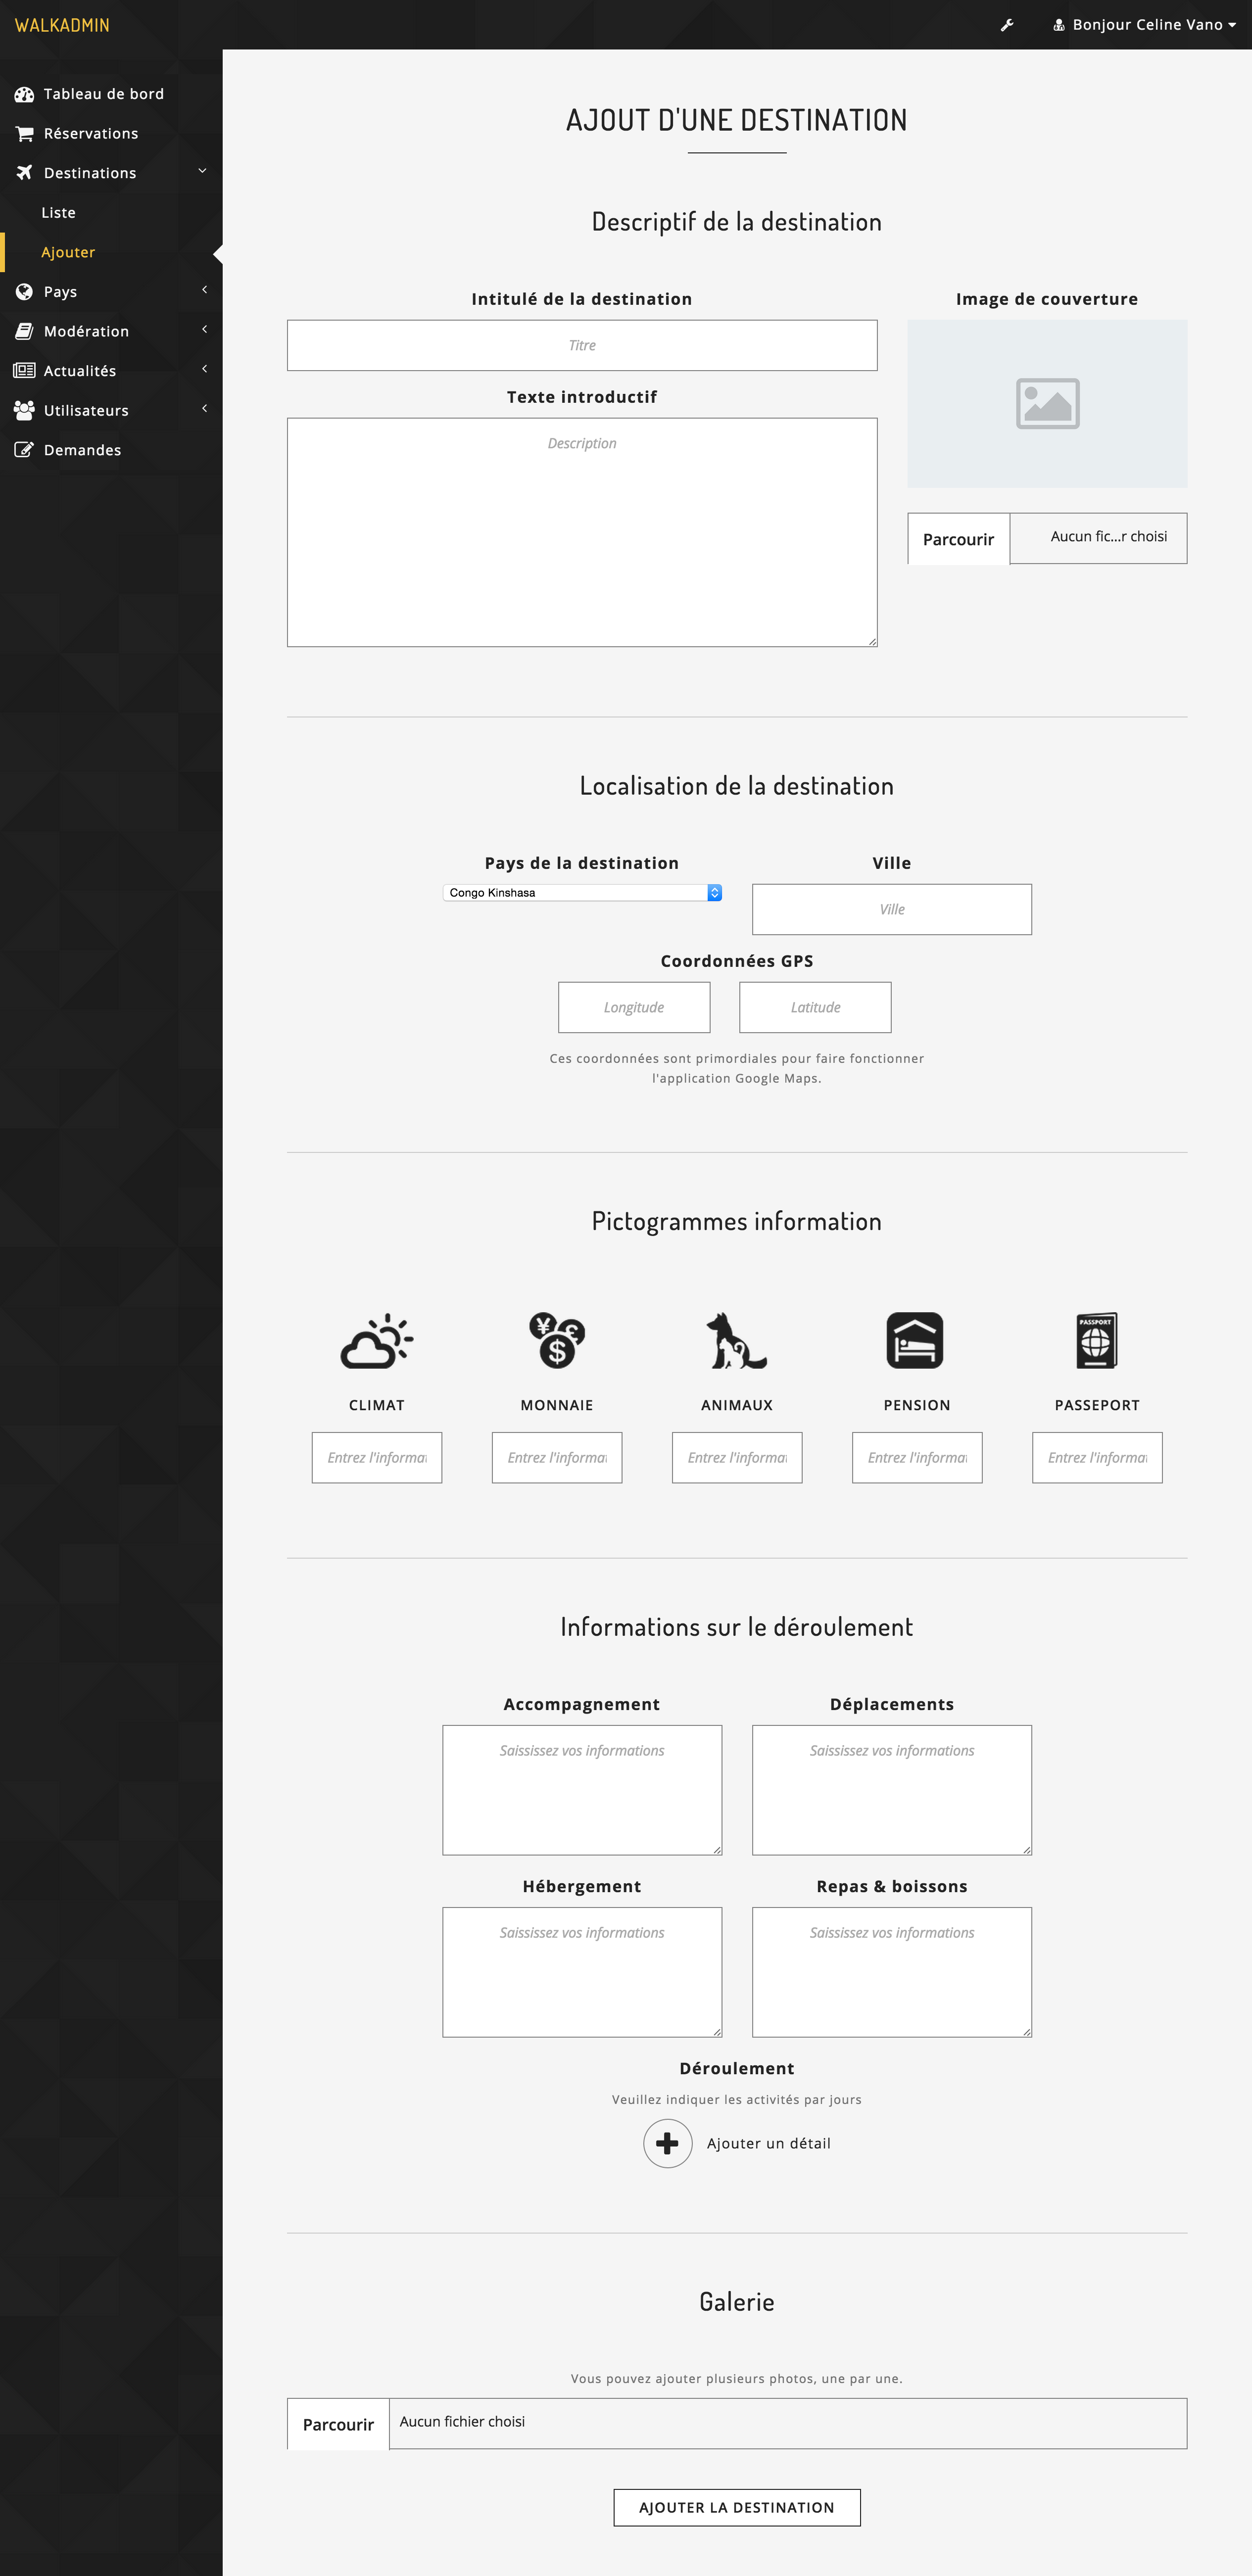 WALKADMIN
Bonjour Celine Vano
Tableau de bord
Réservations
Destinations
Liste
Ajouter
Pays
Modération
Actualités
Utilisateurs
Demandes
AJOUT D'UNE DESTINATION
Descriptif de la destination
Intitulé de la destination
Titre
Texte introductif
Description
Image de couverture
Parcourir Aucun fic...r choisi
Localisation de la destination
Pays de la destination
Congo Kinshasa
Ville
Ville
Coordonnées GPS
Longitude Latitude
Ces coordonnées sont primordiales pour faire fonctionner
l'application Google Maps.
Pictogrammes information
¥ £ $
PASSPORT
CLIMAT MONNAIE ANIMAUX PENSION PASSEPORT
Entrez l'informa Entrez l'informa Entrez l'informa Entrez l'informa Entrez l'informa
Informations sur le déroulement
Accompagnement Déplacements
Saississez vos informations Saississez vos informations
Hébergement Repas & boissons
Saississez vos informations Saississez vos informations
Déroulement
Veuillez indiquer les activités par jours
Ajouter un détail
Galerie
Vous pouvez ajouter plusieurs photos, une par une.
Parcourir Aucun fichier choisi
AJOUTER LA DESTINATION